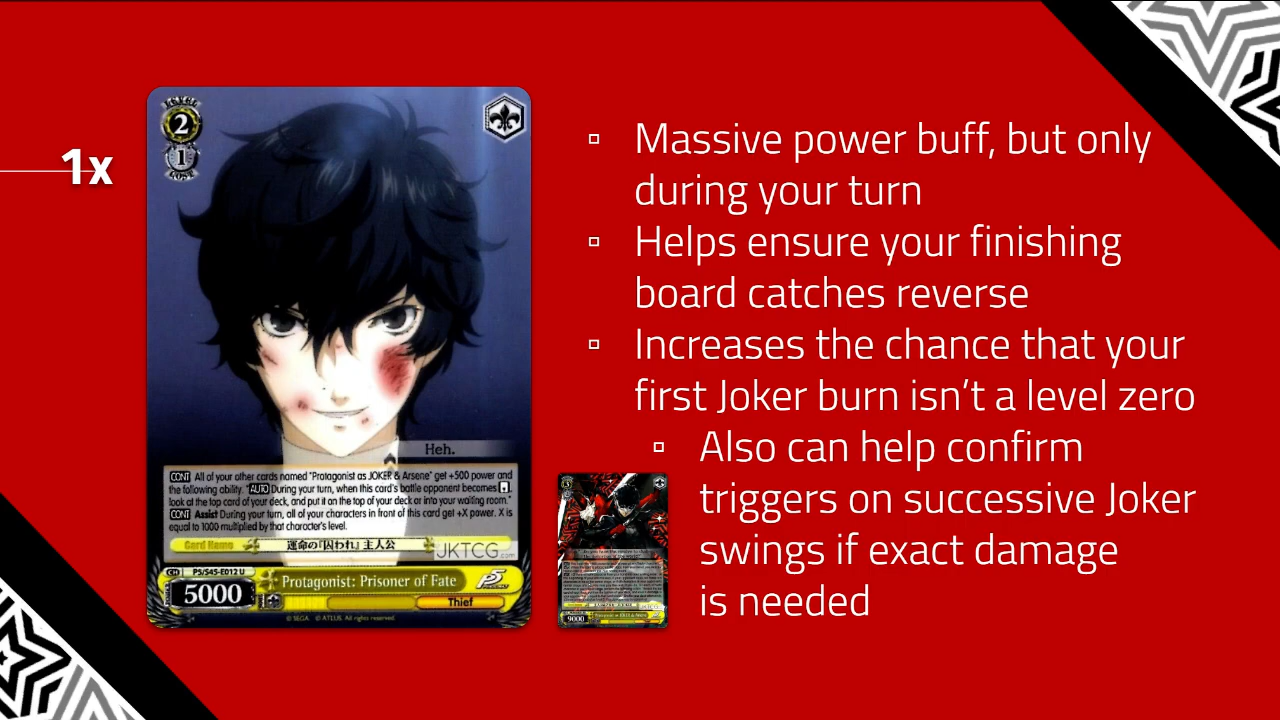 1x
LEVEL
2
1
COST
Heh.
CONT All of your other cards named "Protagonist as JOKER & Arsene" get +500 power and
the following ability. "AUTO During your turn, when this card's battle opponent becomes
look at the top card of your deck, and put it on the top of your deck or into your waiting room."
CONT Assist During your turn, all of your characters in front of this card get +X power. X is
equal to 1000 multiplied by that character's level.
Card Name 運命の『囚われ』主人公
JKTCG.com
CH P5/S45-E012 U
5000 1
Protagonist: Prisoner of Fate
P5
Thief
© SEGA © ATLUS. All rights reserved.
▫ Massive power buff, but only
during your turn
▫ Helps ensure your finishing
board catches reverse
▫ Increases the chance that your
first Joker burn isn’t a level zero
▫ Also can help confirm
triggers on successive Joker
swings if exact damage
is needed
9000